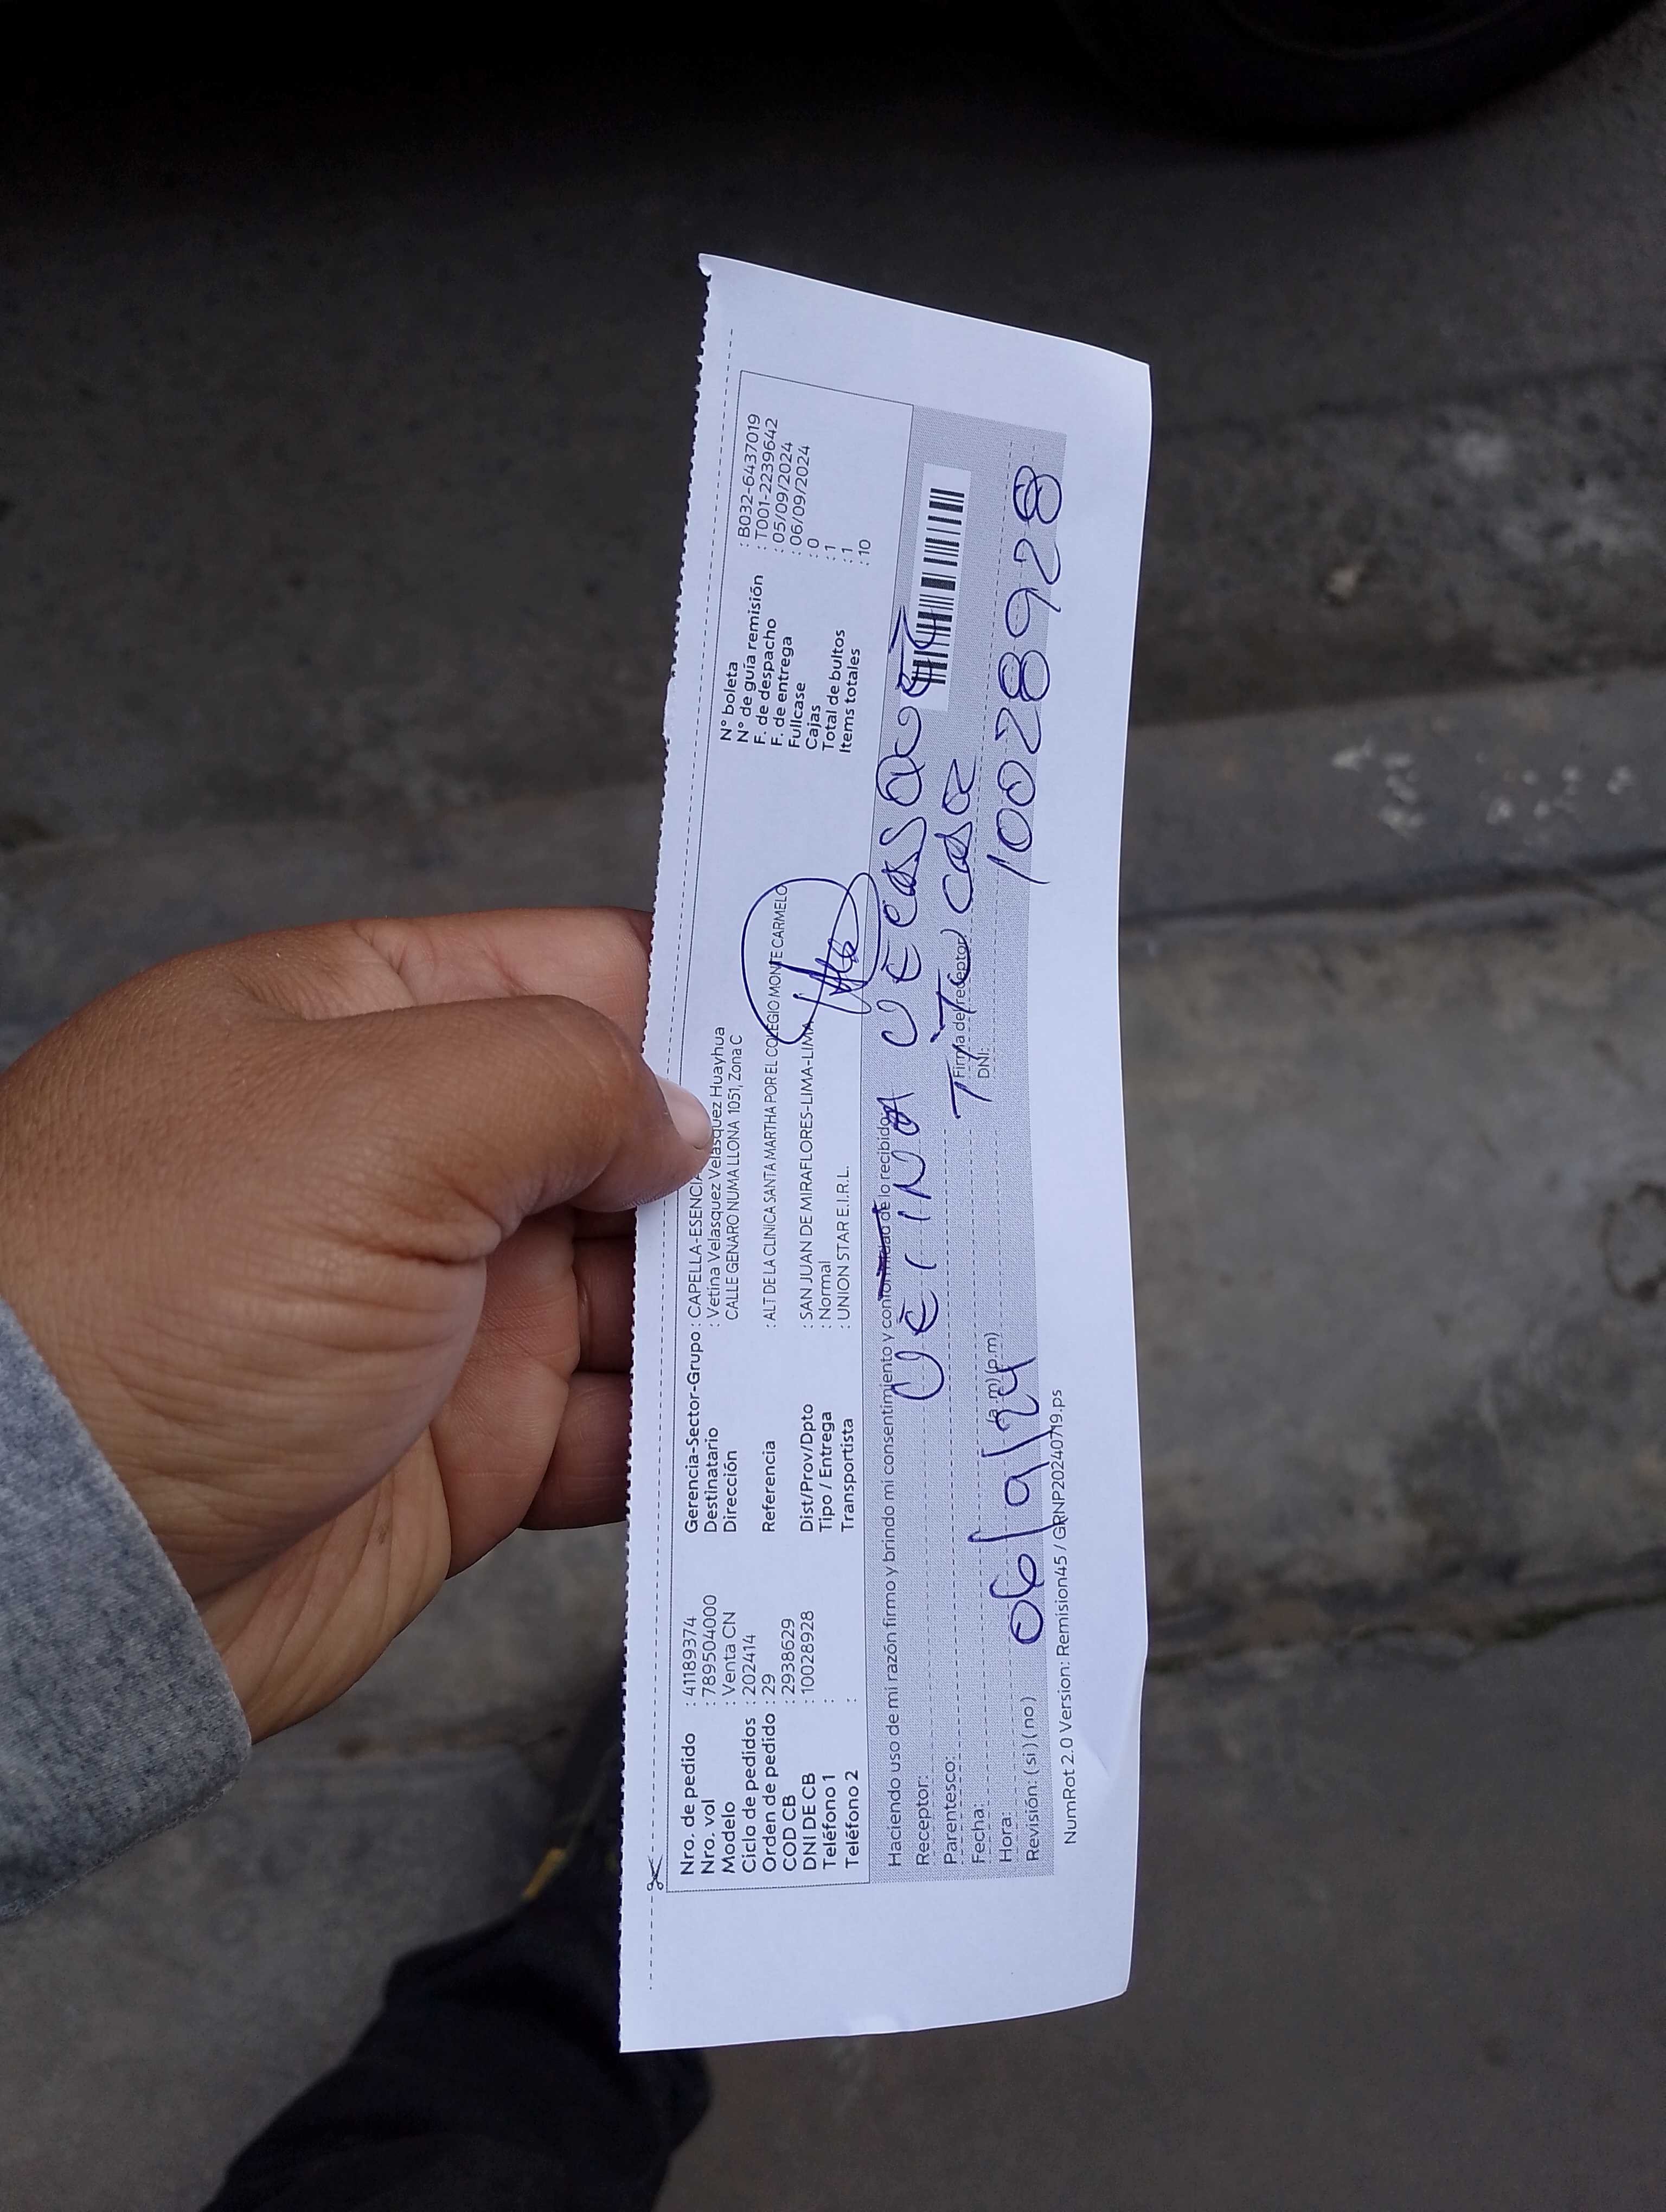 Nro. de pedido : 41189374
Nro. vol : 789504000
Modelo : Venta CN
Ciclo de pedidos : 202414
Orden de pedido : 29
COD CB : 2938629
DNI DE CB : 10028928
Teléfono 1 :
Teléfono 2 :
Gerencia-Sector-Grupo : CAPELLA-ESENCIA
Destinatario : Vetina Velasquez Velasquez Huayhua
Dirección CALLE GENARO NUMA LLONA 1051, Zona C
Referencia : ALT DE LA CLINICA SANTA MARTHA POR EL COLEGIO MONTE CARMELO
Dist/Prov/Dpto : SAN JUAN DE MIRAFLORES-LIMA-LIMA
Tipo / Entrega : Normal
Transportista : UNION STAR E.I.R.L.
N° boleta : B032-6437019
N° de guía remisión : T001-2239642
F. de despacho : 05/09/2024
F. de entrega : 06/09/2024
Fullcase : 0
Cajas : 1
Total de bultos : 1
Items totales : 10
Haciendo uso de mi razón firmo y brindo mi consentimiento y conformidad de lo recibido
Receptor:
Parentesco:
Fecha:
Hora: (a.m) (p.m)
Revisión: (si) (no)
06/9/24
Firma de receptor
DNI: 10028928
NumRot 2.0 Version: Remision45 / GRNP20240719.ps